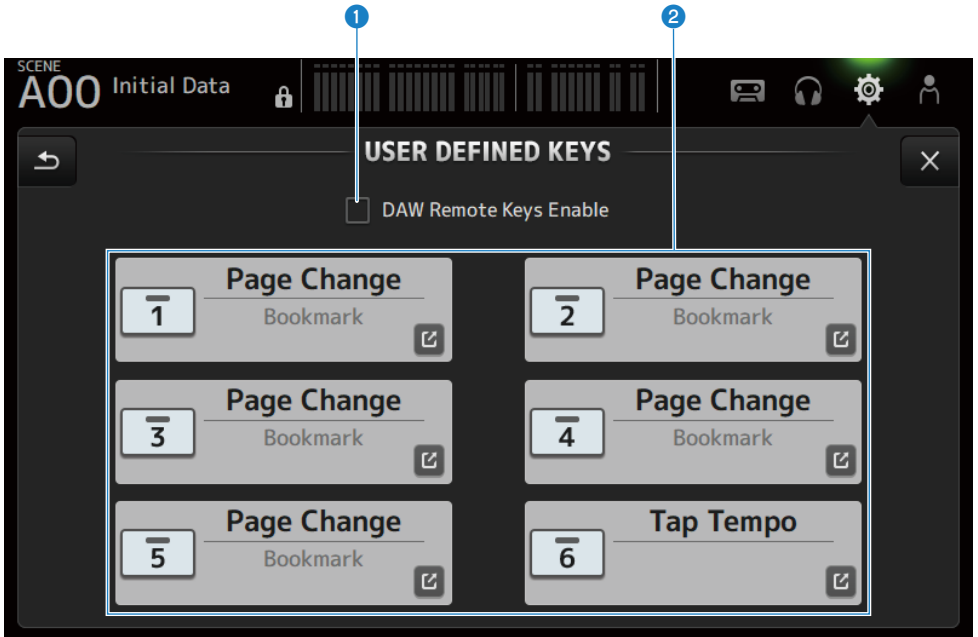 1 2
SCENE
A00 Initial Data
USER DEFINED KEYS
DAW Remote Keys Enable
1 Page Change
Bookmark
2 Page Change
Bookmark
3 Page Change
Bookmark
4 Page Change
Bookmark
5 Page Change
Bookmark
6 Tap Tempo